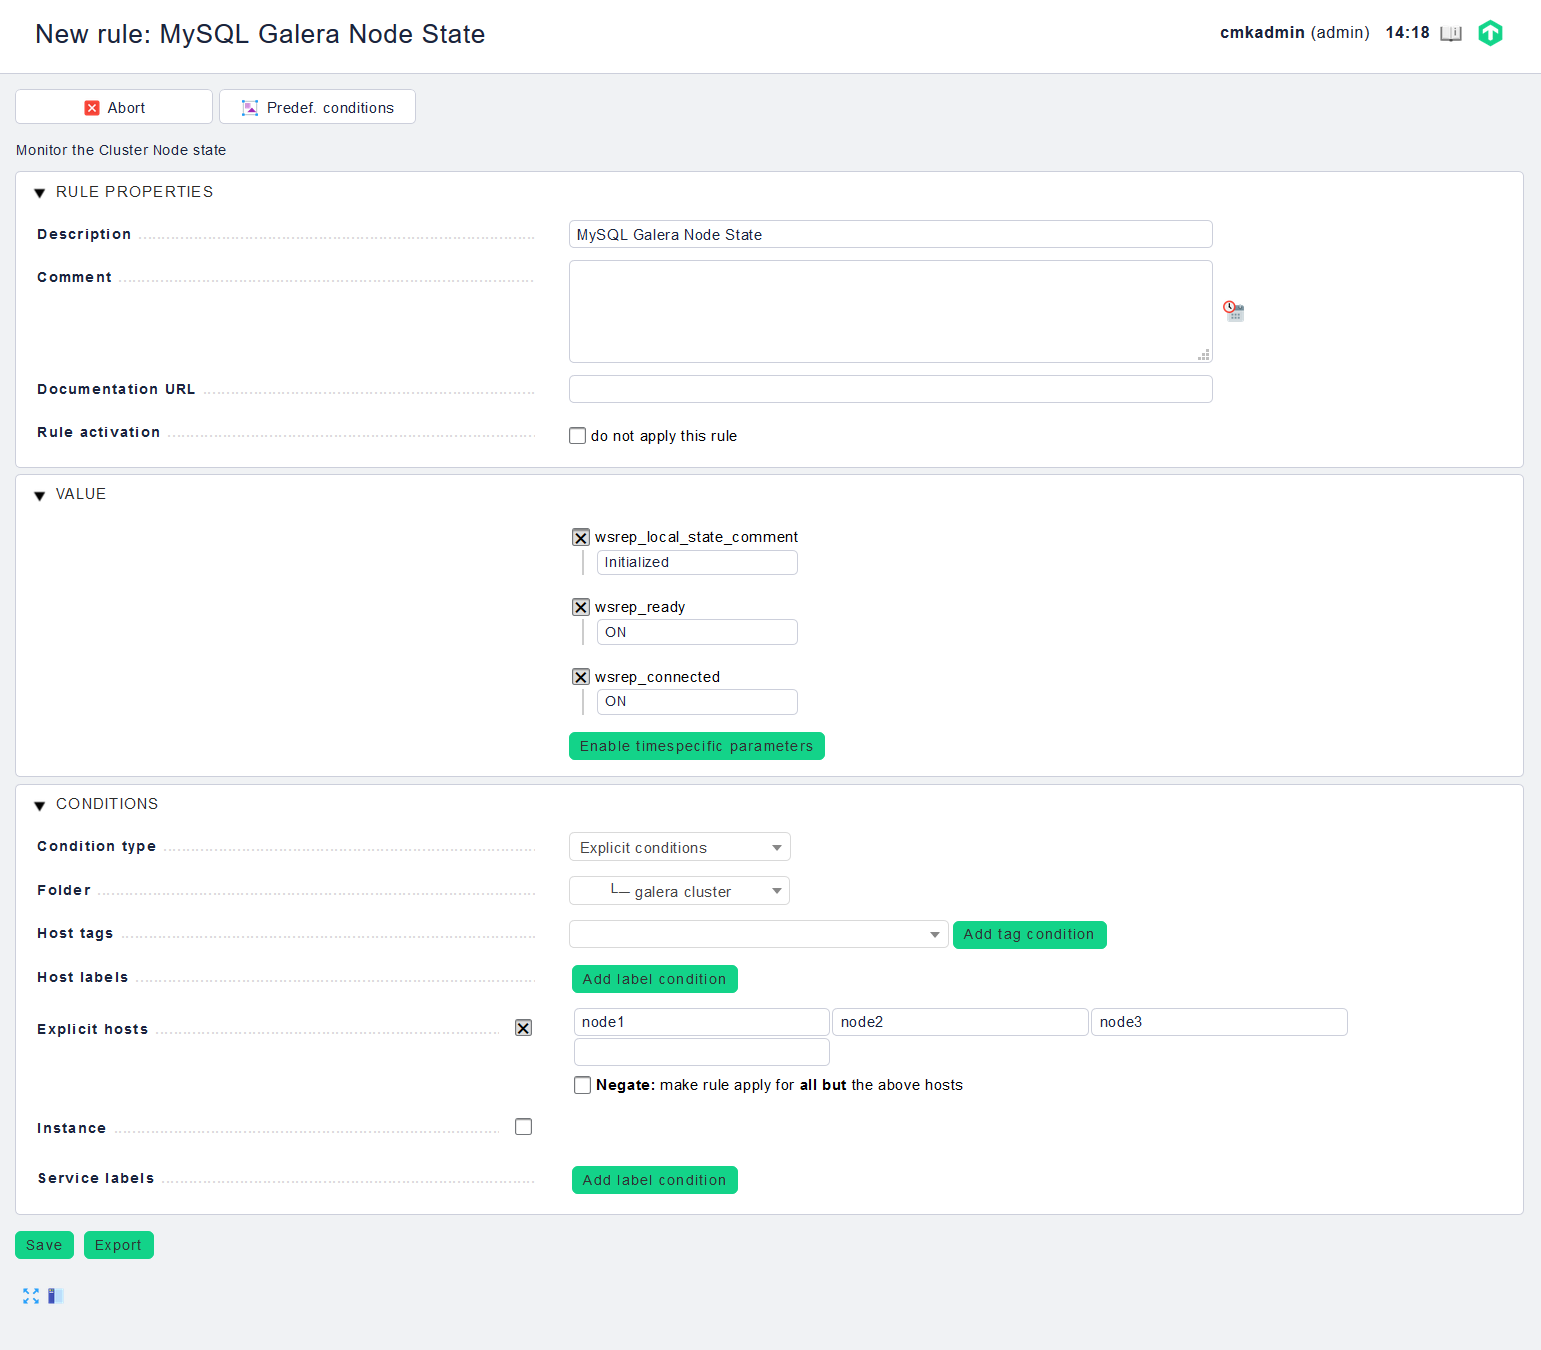 New rule: MySQL Galera Node State
cmkadmin (admin) 14:18
Abort
Predef. conditions
Monitor the Cluster Node state
RULE PROPERTIES
Description
MySQL Galera Node State
Comment
Documentation URL
Rule activation
do not apply this rule
VALUE
wsrep_local_state_comment
Initialized
wsrep_ready
ON
wsrep_connected
ON
Enable timespecific parameters
CONDITIONS
Condition type
Explicit conditions
Folder
└─ galera cluster
Host tags
Add tag condition
Host labels
Add label condition
Explicit hosts
node1 node2 node3
Negate: make rule apply for all but the above hosts
Instance
Service labels
Add label condition
Save
Export